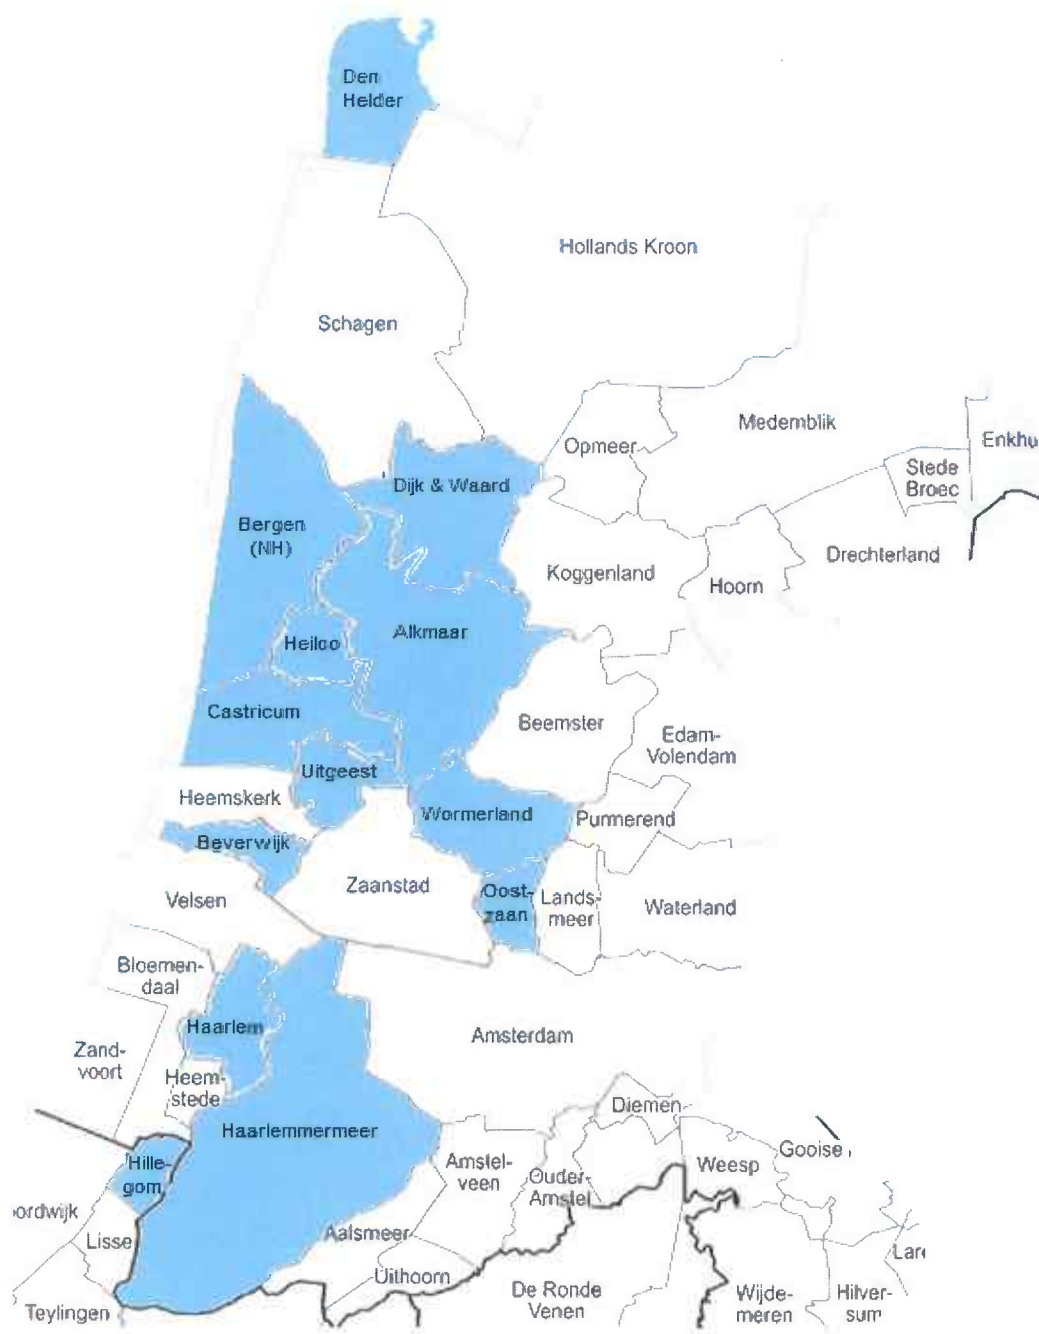 Den
Helder
Hollands Kroon
Schagen
Medemblik
Opmeer
Enkhu
Stede
Broec
Dijk & Waard
Bergen
(NH)
Drechterland
Koggenland
Hoorn
Alkmaar
Heiloo
Castricum
Beemster
Edam-
Volendam
Uitgeest
Heemskerk
Wormerland
Purmerend
Beverwijk
Zaanstad
Velsen
Oost-
zaan
Lands-
meer
Waterland
Bloemen-
daal
Haarlem
Amsterdam
Zand-
voort
Heem-
stede
Diemen
Haarlemmermeer
Gooise
Hille-
gom
Amstel-
veen
Ouder-
Amstel
Weesp
ordwijk
Aalsmeer
Lisse
Lare
Uithoorn
De Ronde
Venen
Wijde-
meren
Hilver-
sum
Teylingen